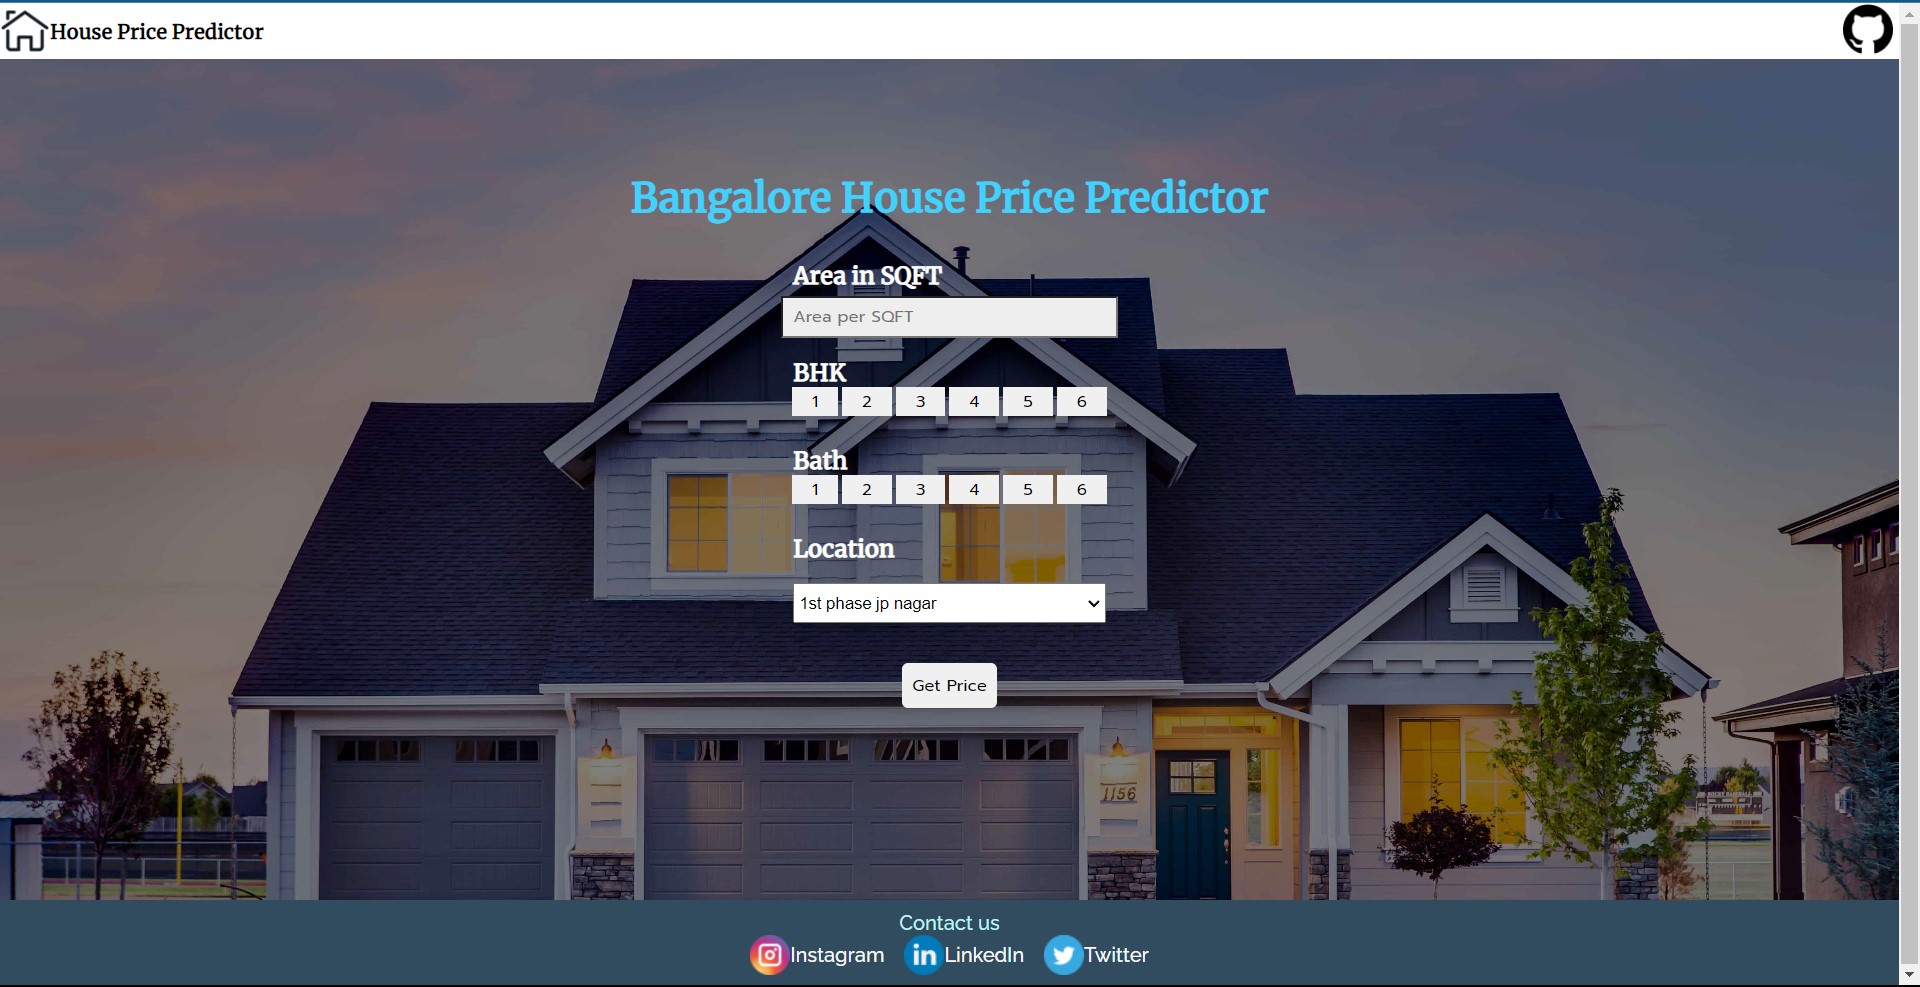 House Price Predictor
Bangalore House Price Predictor
Area in SQFT
Area per SQFT
BHK
1 2 3 4 5 6
Bath
1 2 3 4 5 6
Location
1st phase jp nagar
Get Price
1156
Contact us
in
Instagram LinkedIn Twitter